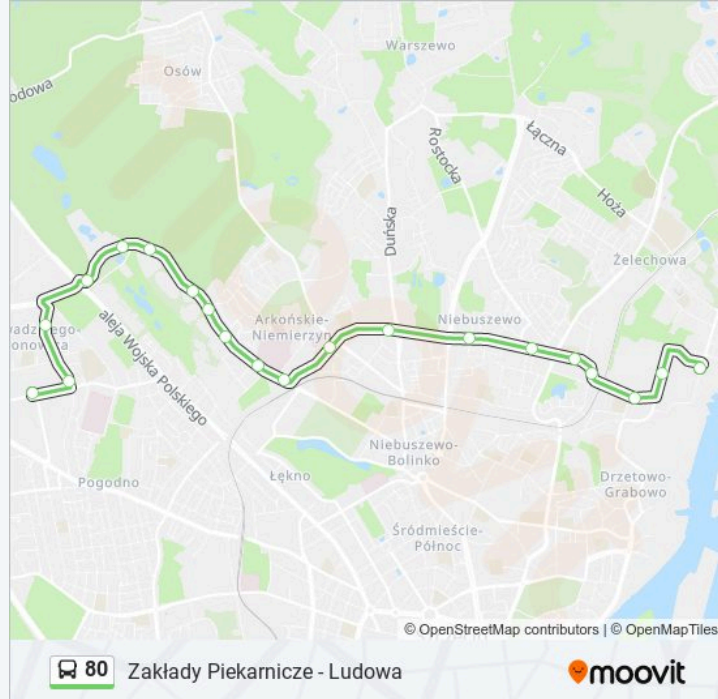 Warszewo
Osów
odowa
Łączna
Rostocka
Hoża
Duńska
Żelechowa
Arkońskie-
Niemierzyn
Niebuszewo
aleja Wojska Polskiego
Niebuszewo-
Bolinko
Łękno
Pogodno
Drzetowo-
Grabowo
Śródmieście-
Północ
© OpenStreetMap contributors | © OpenMapTiles
80 Zakłady Piekarnicze - Ludowa
moovit